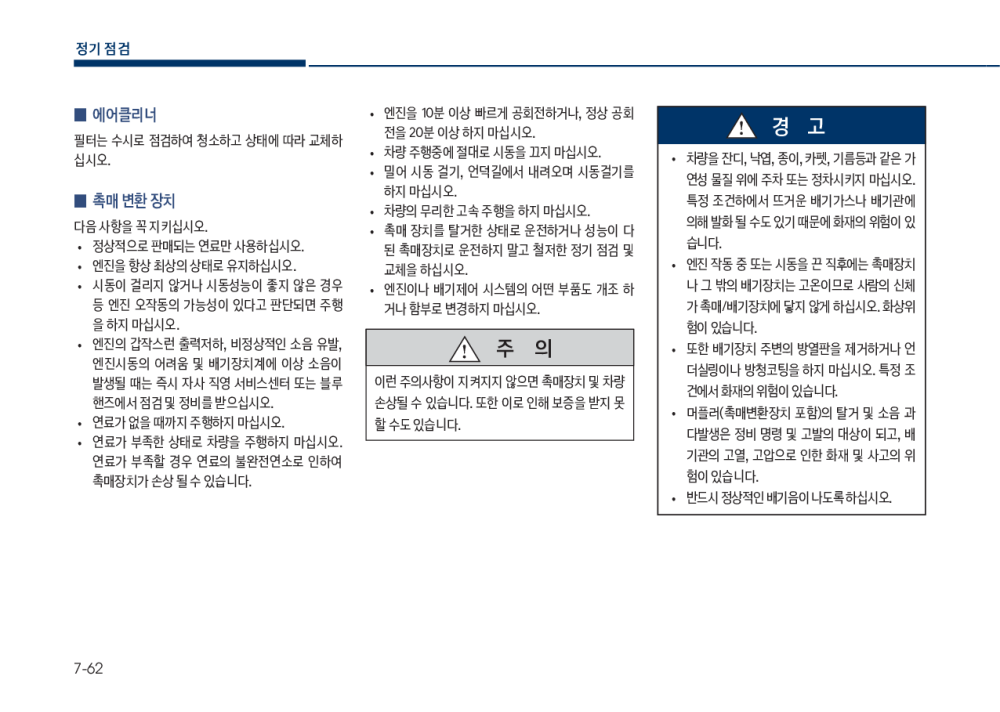 정기 점검
■ 에어클리너
필터는 수시로 점검하여 청소하고 상태에 따라 교체하
십시오.
■ 촉매 변환 장치
다음 사항을 꼭 지키십시오.
• 정상적으로 판매되는 연료만 사용하십시오.
• 엔진을 항상 최상의 상태로 유지하십시오.
• 시동이 걸리지 않거나 시동성능이 좋지 않은 경우
등 엔진 오작동의 가능성이 있다고 판단되면 주행
을 하지 마십시오.
• 엔진의 갑작스런 출력저하, 비정상적인 소음 유발,
엔진시동의 어려움 및 배기장치계에 이상 소음이
발생될 때는 즉시 자사 직영 서비스센터 또는 블루
핸즈에서 점검 및 정비를 받으십시오.
• 연료가 없을 때까지 주행하지 마십시오.
• 연료가 부족한 상태로 차량을 주행하지 마십시오.
연료가 부족할 경우 연료의 불완전연소로 인하여
촉매장치가 손상 될 수 있습니다.
• 엔진을 10분 이상 빠르게 공회전하거나, 정상 공회
전을 20분 이상 하지 마십시오.
• 차량 주행중에 절대로 시동을 끄지 마십시오.
• 밀어 시동 걸기, 언덕길에서 내려오며 시동걸기를
하지 마십시오.
• 차량의 무리한 고속 주행을 하지 마십시오.
• 촉매 장치를 탈거한 상태로 운전하거나 성능이 다
된 촉매장치로 운전하지 말고 철저한 정기 점검 및
교체을 하십시오.
• 엔진이나 배기제어 시스템의 어떤 부품도 개조 하
거나 함부로 변경하지 마십시오.
주 의
이런 주의사항이 지켜지지 않으면 촉매장치 및 차량
손상될 수 있습니다. 또한 이로 인해 보증을 받지 못
할 수도 있습니다.
경 고
• 차량을 잔디, 낙엽, 종이, 카펫, 기름등과 같은 가
연성 물질 위에 주차 또는 정차시키지 마십시오.
특정 조건하에서 뜨거운 배기가스나 배기관에
의해 발화 될 수도 있기 때문에 화재의 위험이 있
습니다.
• 엔진 작동 중 또는 시동을 끈 직후에는 촉매장치
나 그 밖의 배기장치는 고온이므로 사람의 신체
가 촉매/배기장치에 닿지 않게 하십시오. 화상위
험이 있습니다.
• 또한 배기장치 주변의 방열판을 제거하거나 언
더실링이나 방청코팅을 하지 마십시오. 특정 조
건에서 화재의 위험이 있습니다.
• 머플러(촉매변환장치 포함)의 탈거 및 소음 과
다발생은 정비 명령 및 고발의 대상이 되고, 배
기관의 고열, 고압으로 인한 화재 및 사고의 위
험이 있습니다.
• 반드시 정상적인 배기음이 나도록 하십시오.
7-62